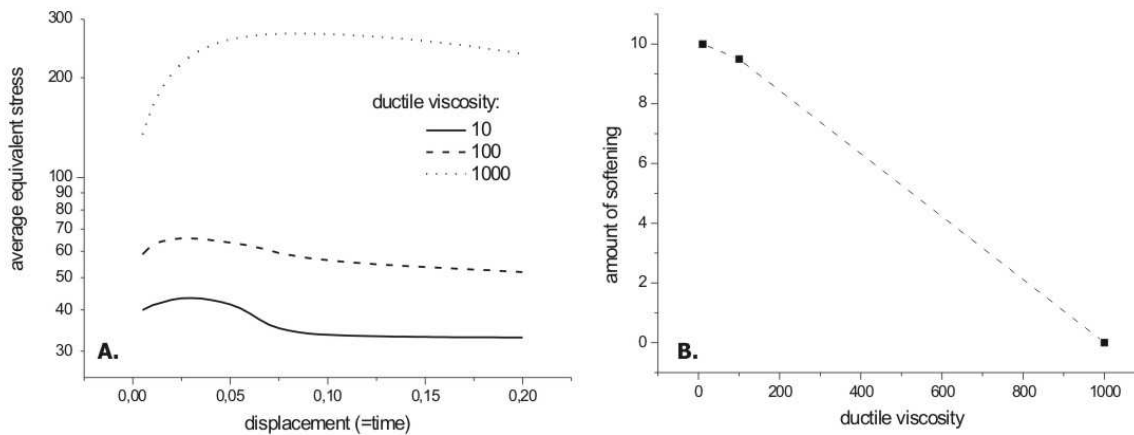 300
200
100
90
80
70
60
50
40
30
average equivalent stress
ductile viscosity:
10
100
1000
A.
0,00 0,05 0,10 0,15 0,20
displacement (=time)
10
8
6
4
2
0
amount of softening
B.
0 200 400 600 800 1000
ductile viscosity